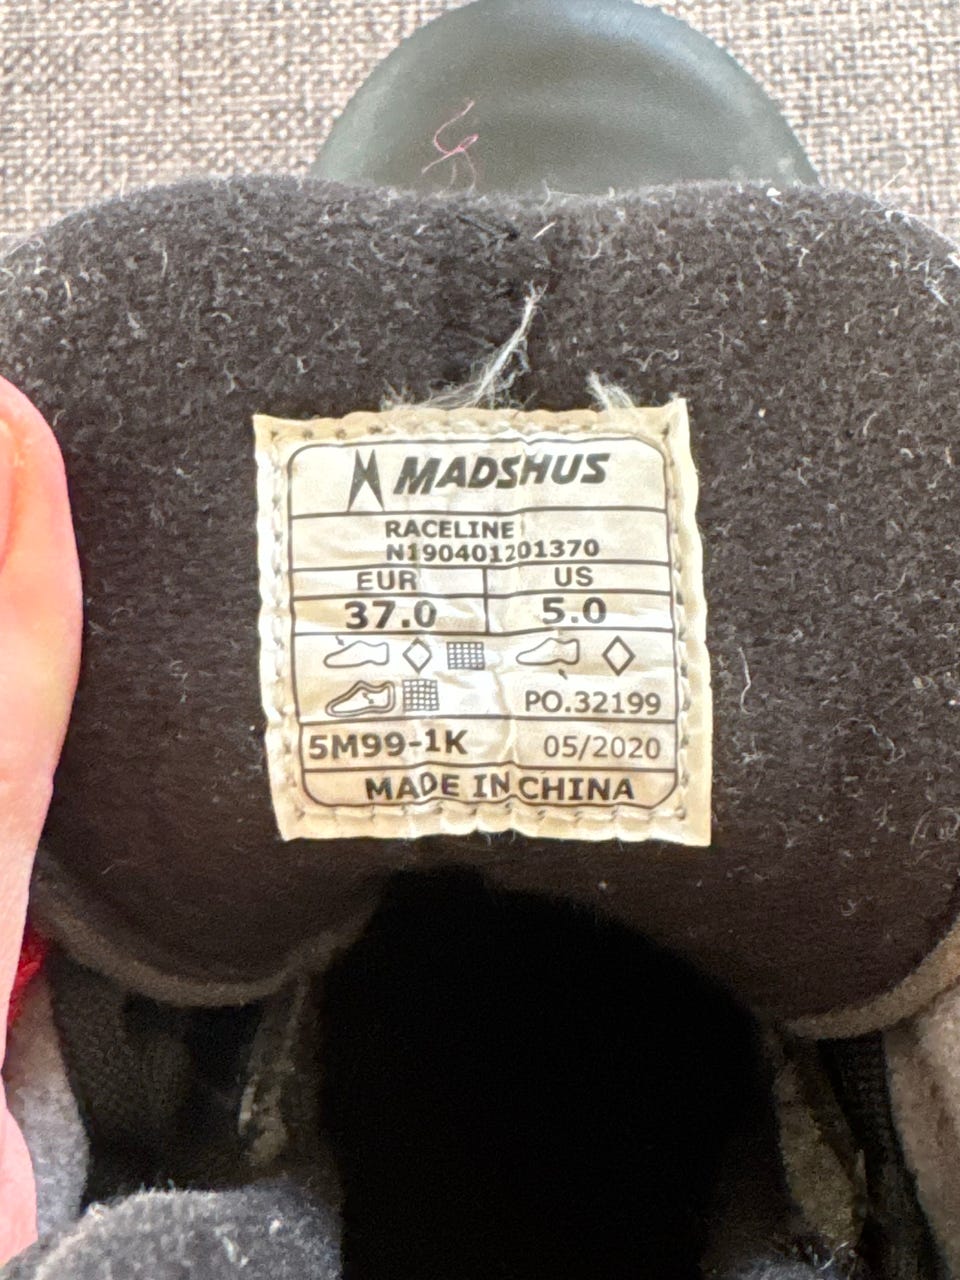 MADSHUS
RACELINE
N190401201370
EUR US
37.0 5.0
PO.32199
5M99-1K 05/2020
MADE IN CHINA